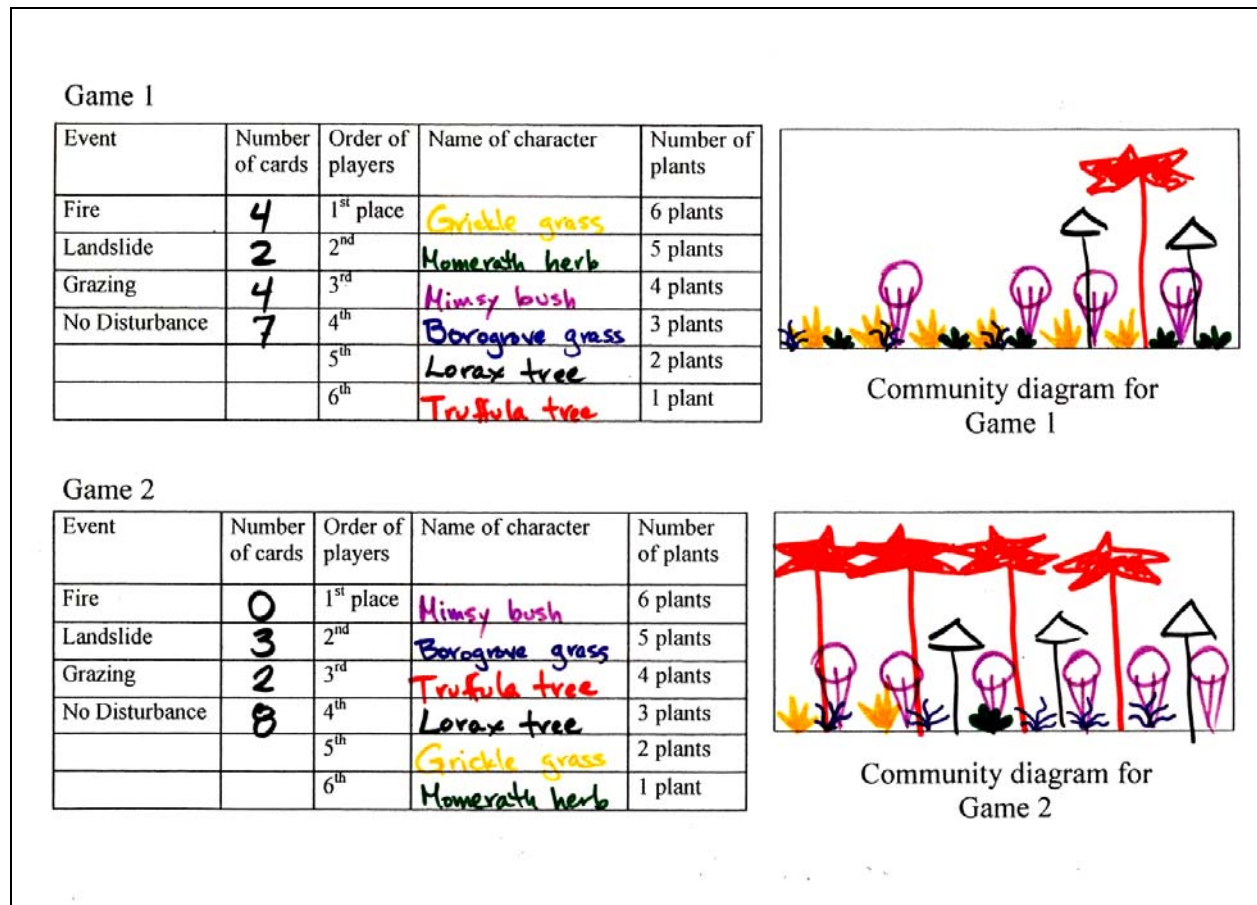 Game 1
Event Number of cards Order of players Name of character Number of plants
Fire 4 1st place Grickle grass 6 plants
Landslide 2 2nd Momerath herb 5 plants
Grazing 4 3rd Mimsy bush 4 plants
No Disturbance 7 4th Borogrove grass 3 plants
5th Lorax tree 2 plants
6th Truffula tree 1 plant
Community diagram for
Game 1
Game 2
Event Number of cards Order of players Name of character Number of plants
Fire 0 1st place Mimsy bush 6 plants
Landslide 3 2nd Borogrove grass 5 plants
Grazing 2 3rd Truffula tree 4 plants
No Disturbance 8 4th Lorax tree 3 plants
5th Grickle grass 2 plants
6th Momerath herb 1 plant
Community diagram for
Game 2